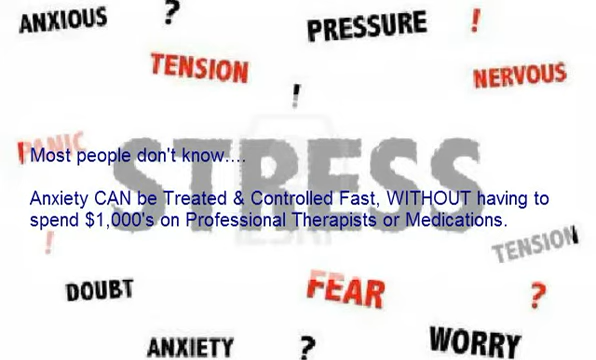 ANXIOUS ? PRESSURE !
TENSION NERVOUS
!
PANIC
STRESS
Most people don't know....
Anxiety CAN be Treated & Controlled Fast, WITHOUT having to
spend $1,000's on Professional Therapists or Medications.
! TENSION
DOUBT FEAR ?
ANXIETY ? WORRY